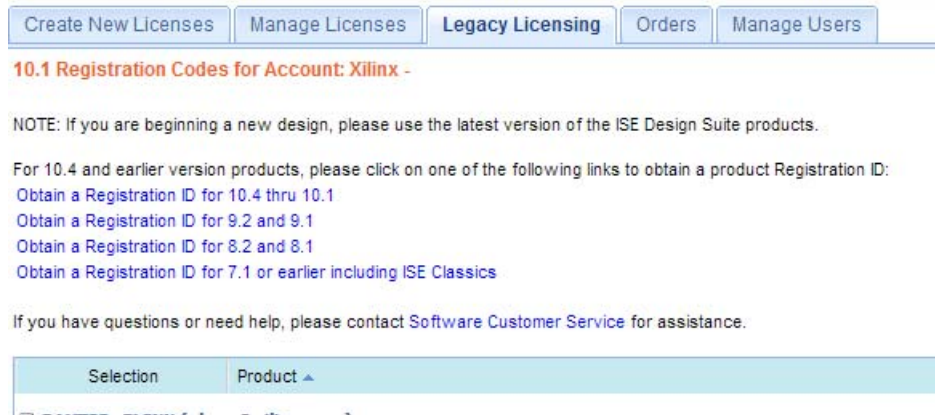 Create New Licenses Manage Licenses Legacy Licensing Orders Manage Users
10.1 Registration Codes for Account: Xilinx -
NOTE: If you are beginning a new design, please use the latest version of the ISE Design Suite products.
For 10.4 and earlier version products, please click on one of the following links to obtain a product Registration ID:
Obtain a Registration ID for 10.4 thru 10.1
Obtain a Registration ID for 9.2 and 9.1
Obtain a Registration ID for 8.2 and 8.1
Obtain a Registration ID for 7.1 or earlier including ISE Classics
If you have questions or need help, please contact Software Customer Service for assistance.
Selection Product